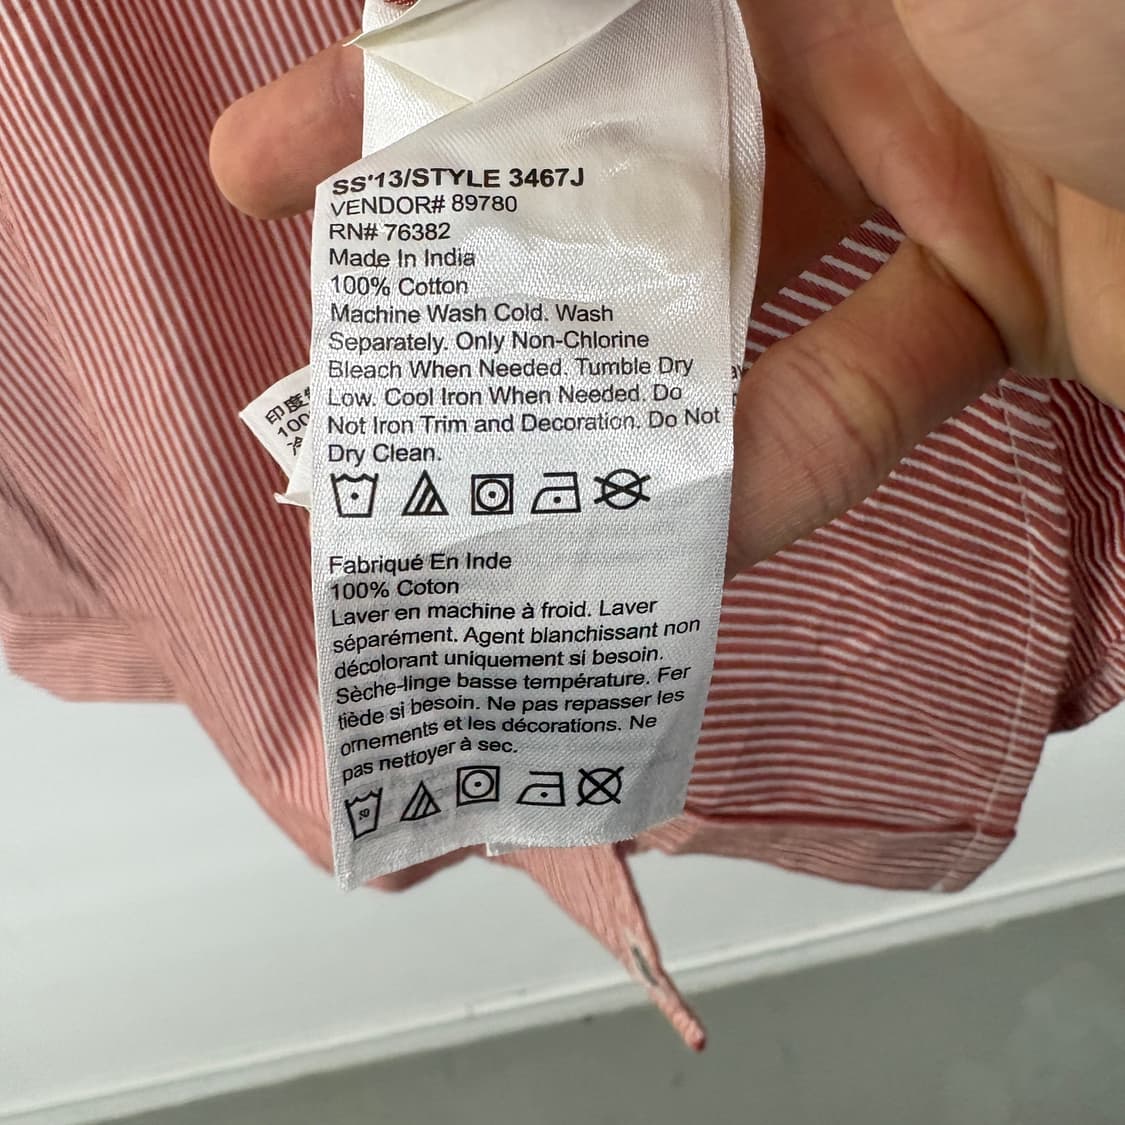 SS'13/STYLE 3467J
VENDOR# 89780
RN# 76382
Made In India
100% Cotton
Machine Wash Cold. Wash
Separately. Only Non-Chlorine
Bleach When Needed. Tumble Dry
Low. Cool Iron When Needed. Do
Not Iron Trim and Decoration. Do Not
Dry Clean.
Fabriqué En Inde
100% Coton
Laver en machine à froid. Laver
séparément. Agent blanchissant non
décolorant uniquement si besoin.
Sèche-linge basse température. Fer
tiède si besoin. Ne pas repasser les
ornements et les décorations. Ne
pas nettoyer à sec.
印度
100